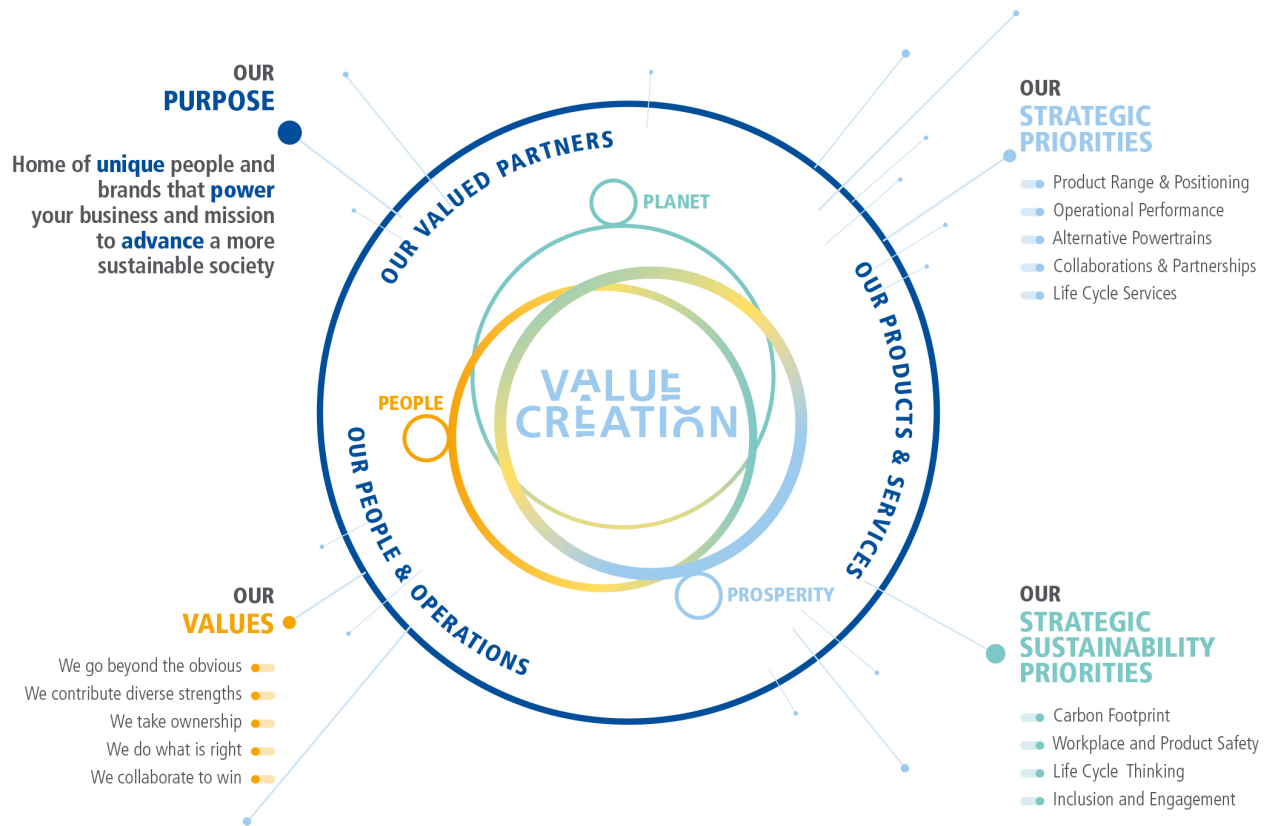 OUR
PURPOSE
Home of unique people and
brands that power
your business and mission
to advance a more
sustainable society
OUR
STRATEGIC
PRIORITIES
Product Range & Positioning
Operational Performance
Alternative Powertrains
Collaborations & Partnerships
Life Cycle Services
OUR VALUED PARTNERS
PLANET
OUR PRODUCTS & SERVICES
VALUE
CREATION
PEOPLE
OUR PEOPLE & OPERATIONS
PROSPERITY
OUR
VALUES
We go beyond the obvious
We contribute diverse strengths
We take ownership
We do what is right
We collaborate to win
OUR
STRATEGIC
SUSTAINABILITY
PRIORITIES
Carbon Footprint
Workplace and Product Safety
Life Cycle Thinking
Inclusion and Engagement